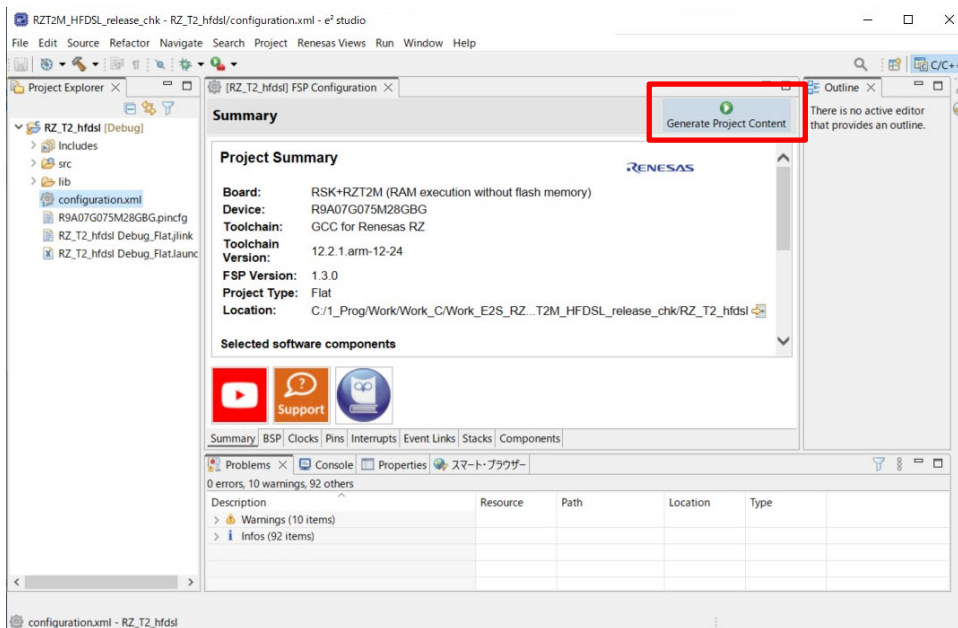 RZT2M_HFDSL_release_chk - RZ_T2_hfdsl/configuration.xml - e² studio
File Edit Source Refactor Navigate Search Project Renesas Views Run Window Help
C/C++
Project Explorer
RZ_T2_hfdsl [Debug]
Includes
src
lib
configuration.xml
R9A07G075M28GBG.pincfg
RZ_T2_hfdsl Debug_Flat.jlink
RZ_T2_hfdsl Debug_Flat.launc
[RZ_T2_hfdsl] FSP Configuration
Summary
Generate Project Content
Project Summary
RENESAS
Board: RSK+RZT2M (RAM execution without flash memory)
Device: R9A07G075M28GBG
Toolchain: GCC for Renesas RZ
Toolchain Version: 12.2.1.arm-12-24
FSP Version: 1.3.0
Project Type: Flat
Location: C:/1_Prog/Work/Work_C/Work_E2S_RZ...T2M_HFDSL_release_chk/RZ_T2_hfdsl
Selected software components
Support
Summary BSP Clocks Pins Interrupts Event Links Stacks Components
Outline
There is no active editor
that provides an outline.
Problems Console Properties スマート・ブラウザー
0 errors, 10 warnings, 92 others
Description Resource Path Location Type
Warnings (10 items)
Infos (92 items)
configuration.xml - RZ_T2_hfdsl